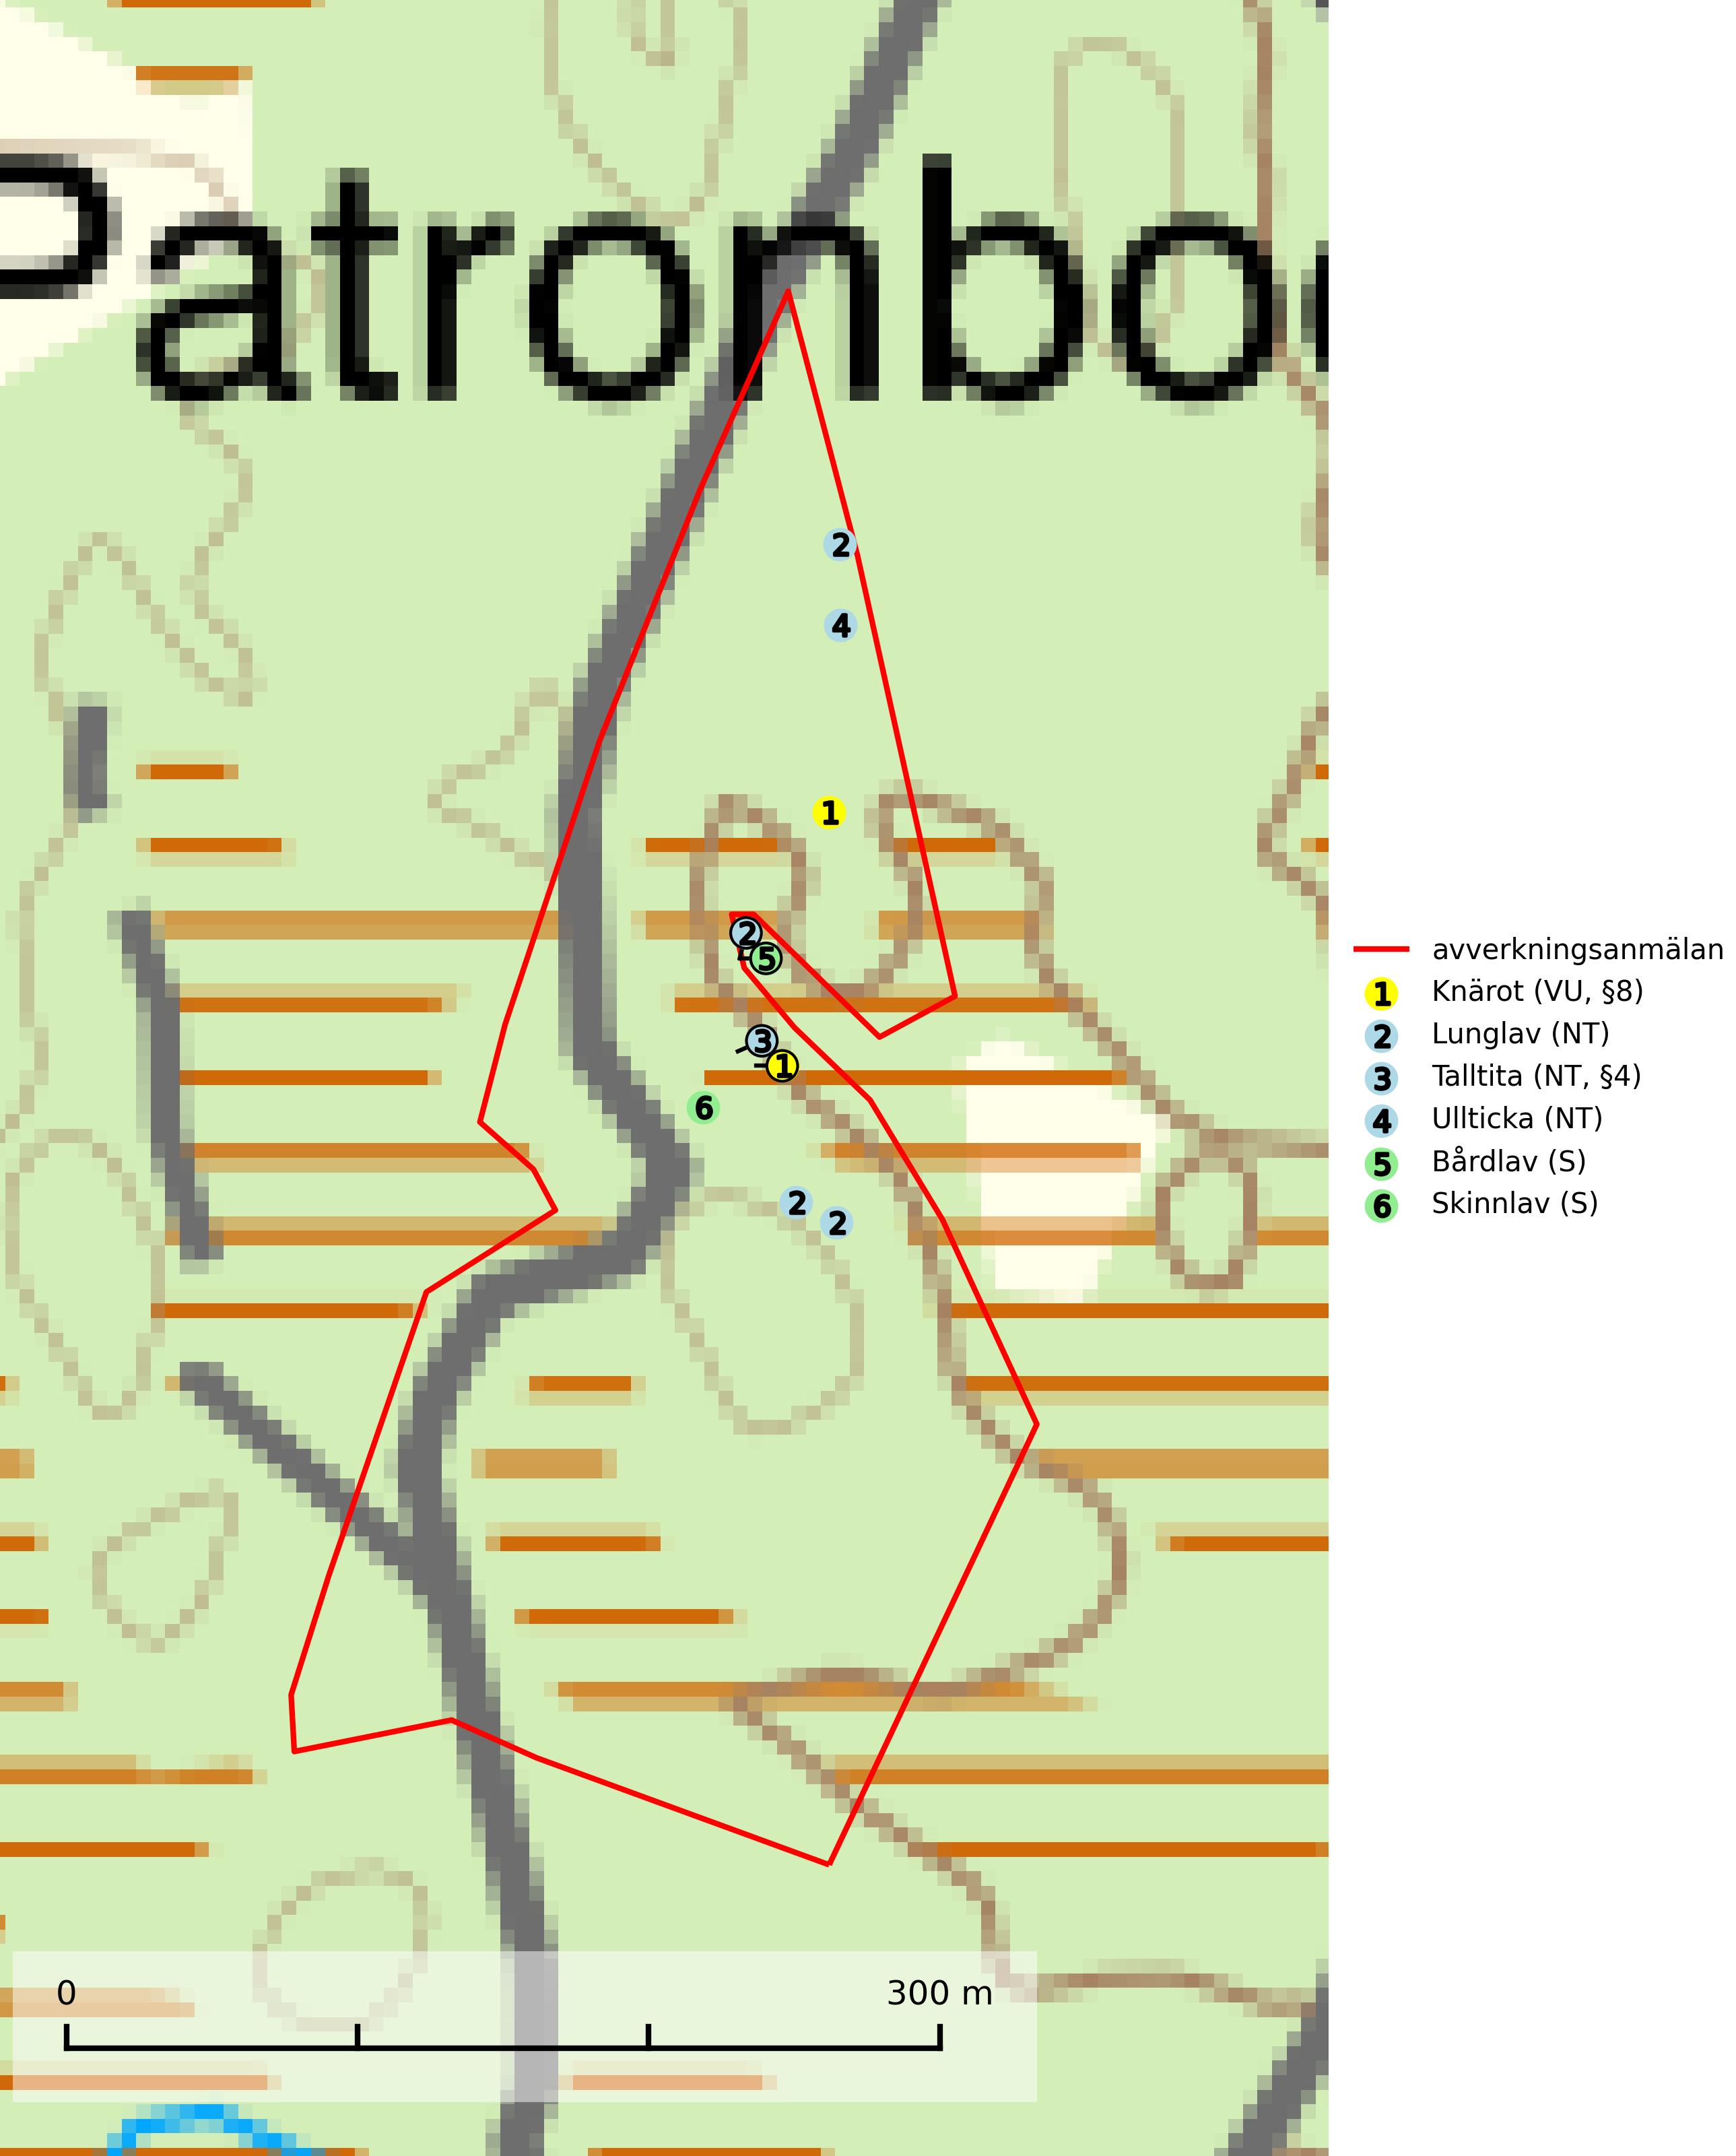 Patronbo
2
4
1
2
5
3
1
6
2
2
avverkningsanmälan
1 Knärot (VU, §8)
2 Lunglav (NT)
3 Talltita (NT, §4)
4 Ullticka (NT)
5 Bårdlav (S)
6 Skinnlav (S)
0 300 m